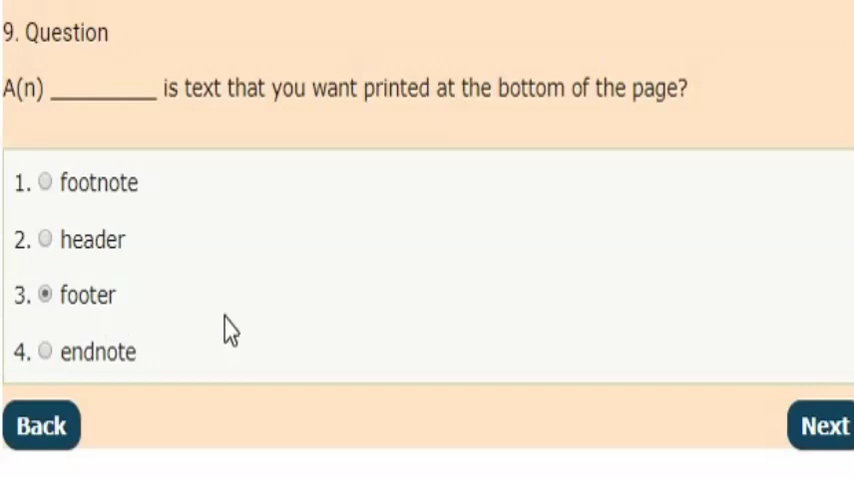 9. Question
A(n) __________ is text that you want printed at the bottom of the page?
1. footnote
2. header
3. footer
4. endnote
Back
Next